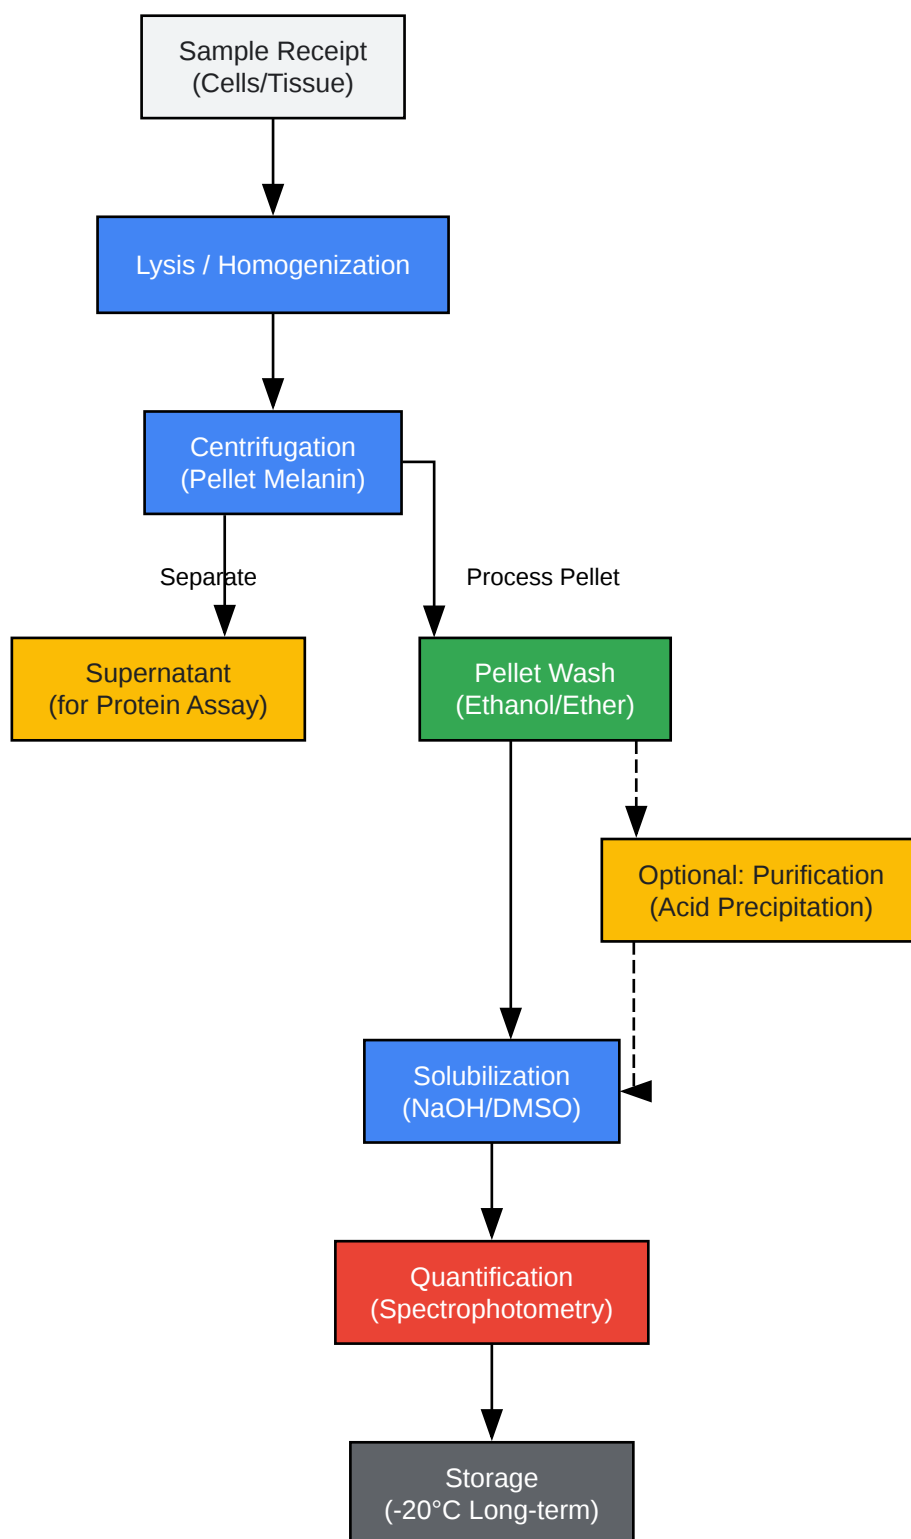 Sample Receipt
(Cells/Tissue)
Lysis / Homogenization
Centrifugation
(Pellet Melanin)
Separate
Process Pellet
Supernatant
(for Protein Assay)
Pellet Wash
(Ethanol/Ether)
Optional: Purification
(Acid Precipitation)
Solubilization
(NaOH/DMSO)
Quantification
(Spectrophotometry)
Storage
(-20°C Long-term)